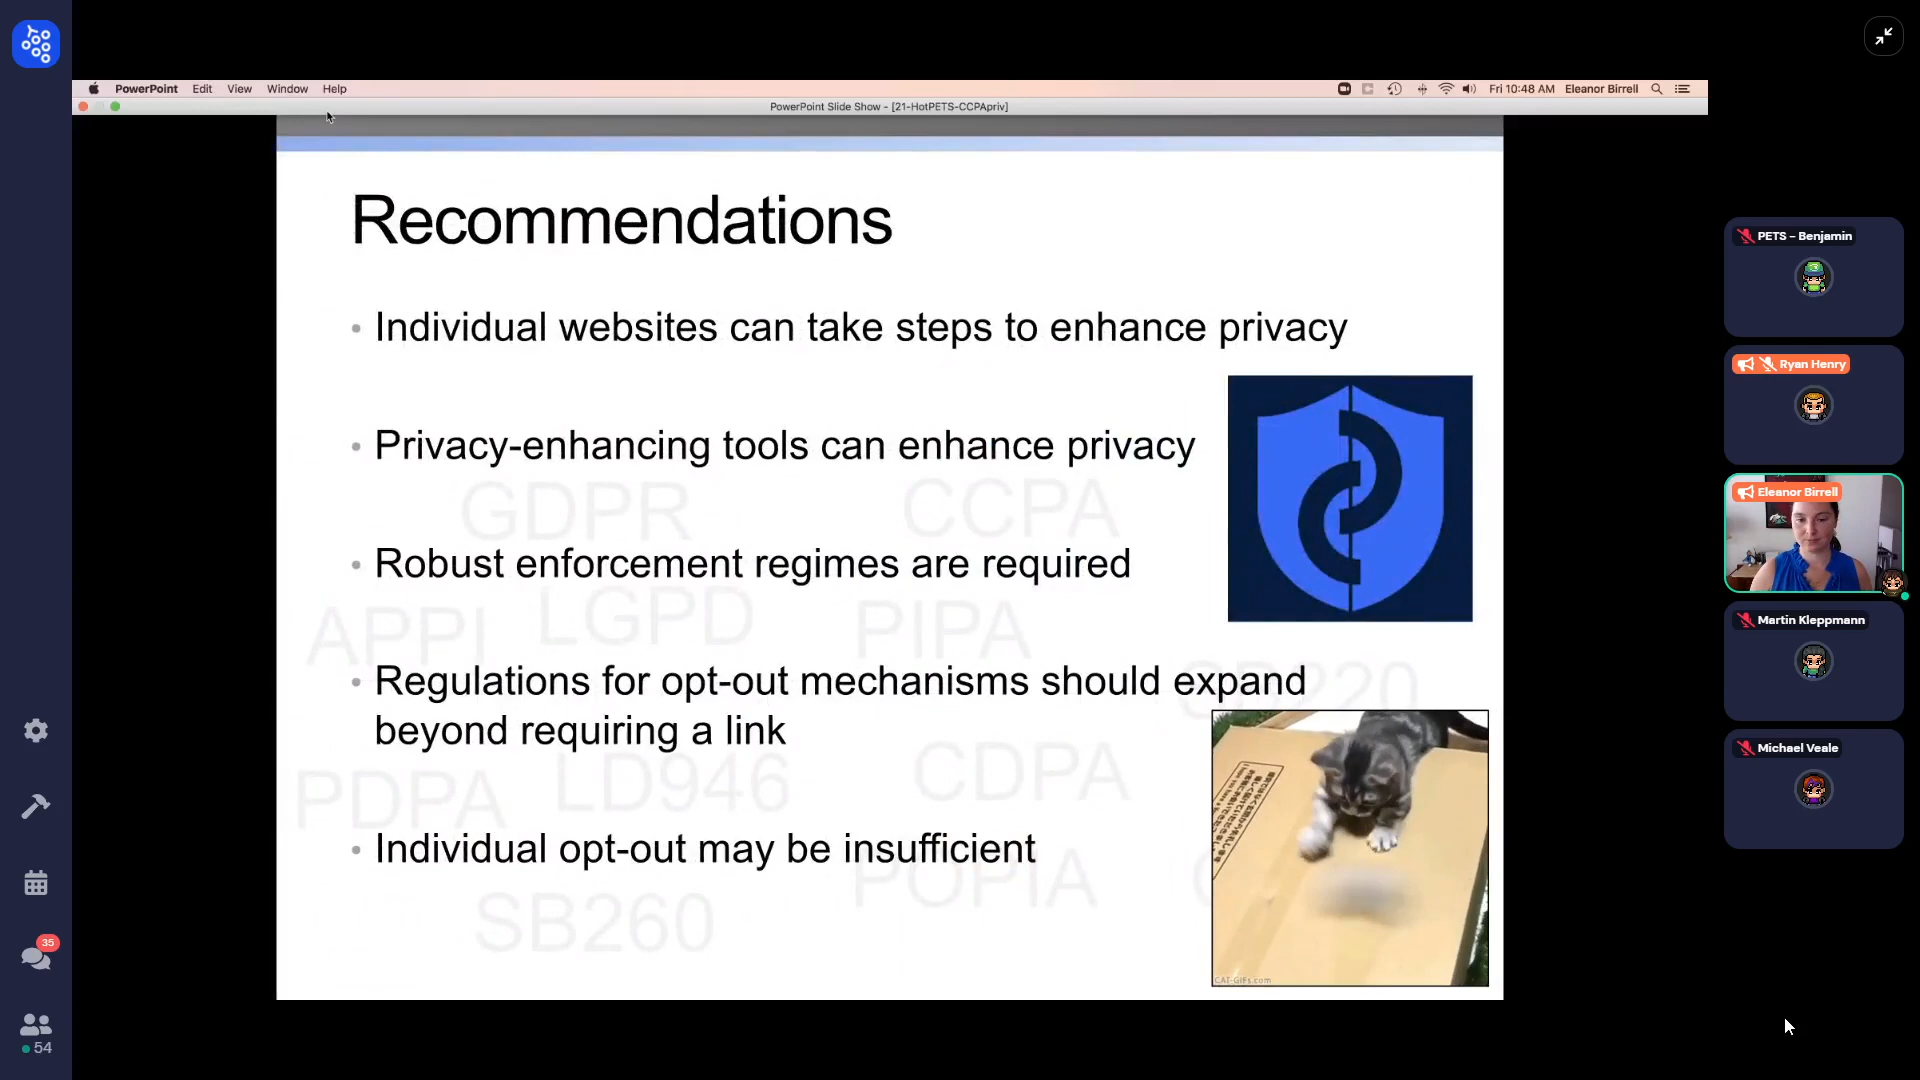 PowerPoint Edit View Window Help
Fri 10:48 AM Eleanor Birrell
PowerPoint Slide Show - [21-HotPETS-CCPApriv]
Recommendations
• Individual websites can take steps to enhance privacy
• Privacy-enhancing tools can enhance privacy
GDPR CCPA
• Robust enforcement regimes are required
APPI LGPD PIPA
• Regulations for opt-out mechanisms should expand
beyond requiring a link
SB220
PDPA LD946 CDPA
• Individual opt-out may be insufficient
POPIA
SB260
CAT-GIFs.com
PETS – Benjamin
Ryan Henry
Eleanor Birrell
Martin Kleppmann
Michael Veale
35
54